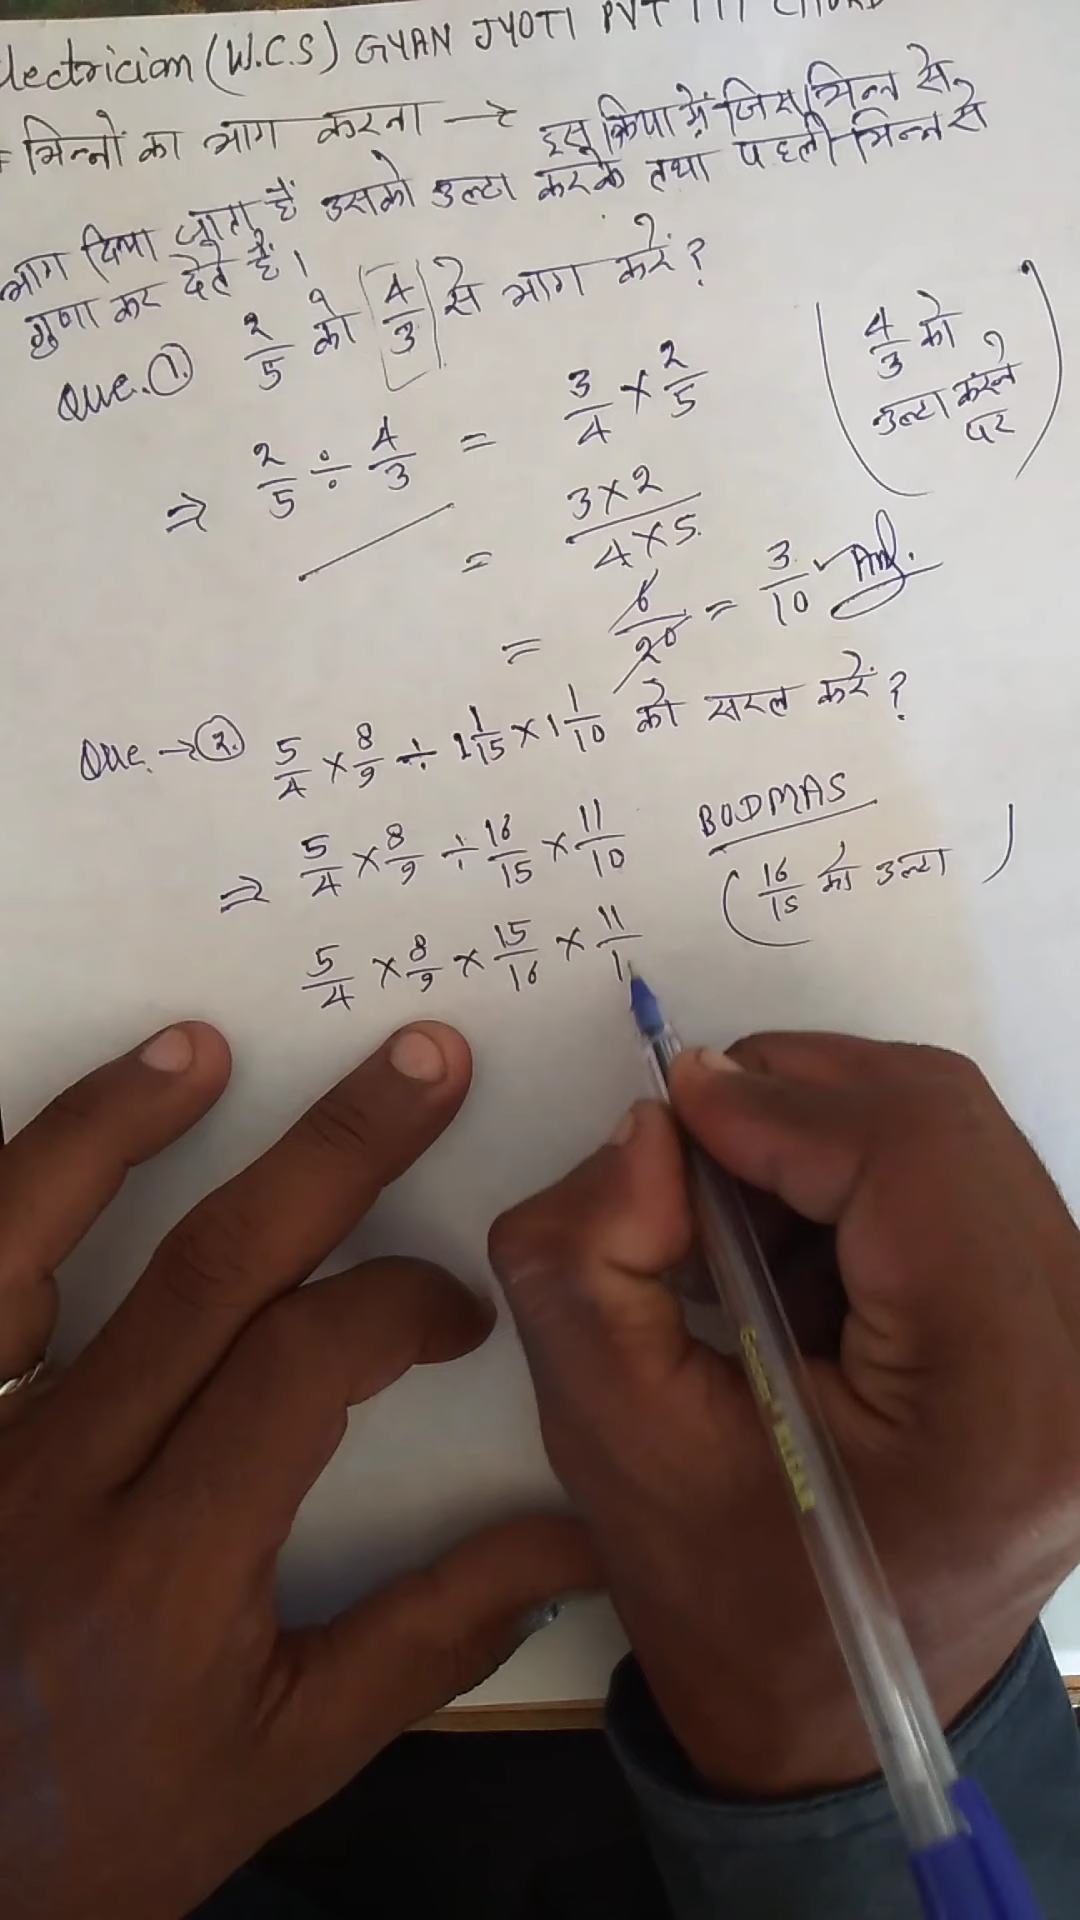 lectrician (W.C.S) GYAN JYOTI PVT ITI
भिन्नों का भाग करना → इस क्रिया में जिस भिन्न से
भाग दिया जाता हैं उसको उल्टा करके तथा पहली भिन्न से
गुणा कर देते हैं।
Que. ①. 2/5 को 4/3 से भाग करें?
⇒ 2/5 ÷ 4/3 = 3/4 × 2/5 (4/3 को उल्टा करने पर)
= 3×2/4×5
= 6/20 = 3/10 Ans.
Que. → ②. 5/4 × 8/9 ÷ 1 1/15 × 1 1/10 को सरल करें?
⇒ 5/4 × 8/9 ÷ 16/15 × 11/10 BODMAS
(16/15 को उल्टा)
5/4 × 8/9 × 15/16 × 11/1